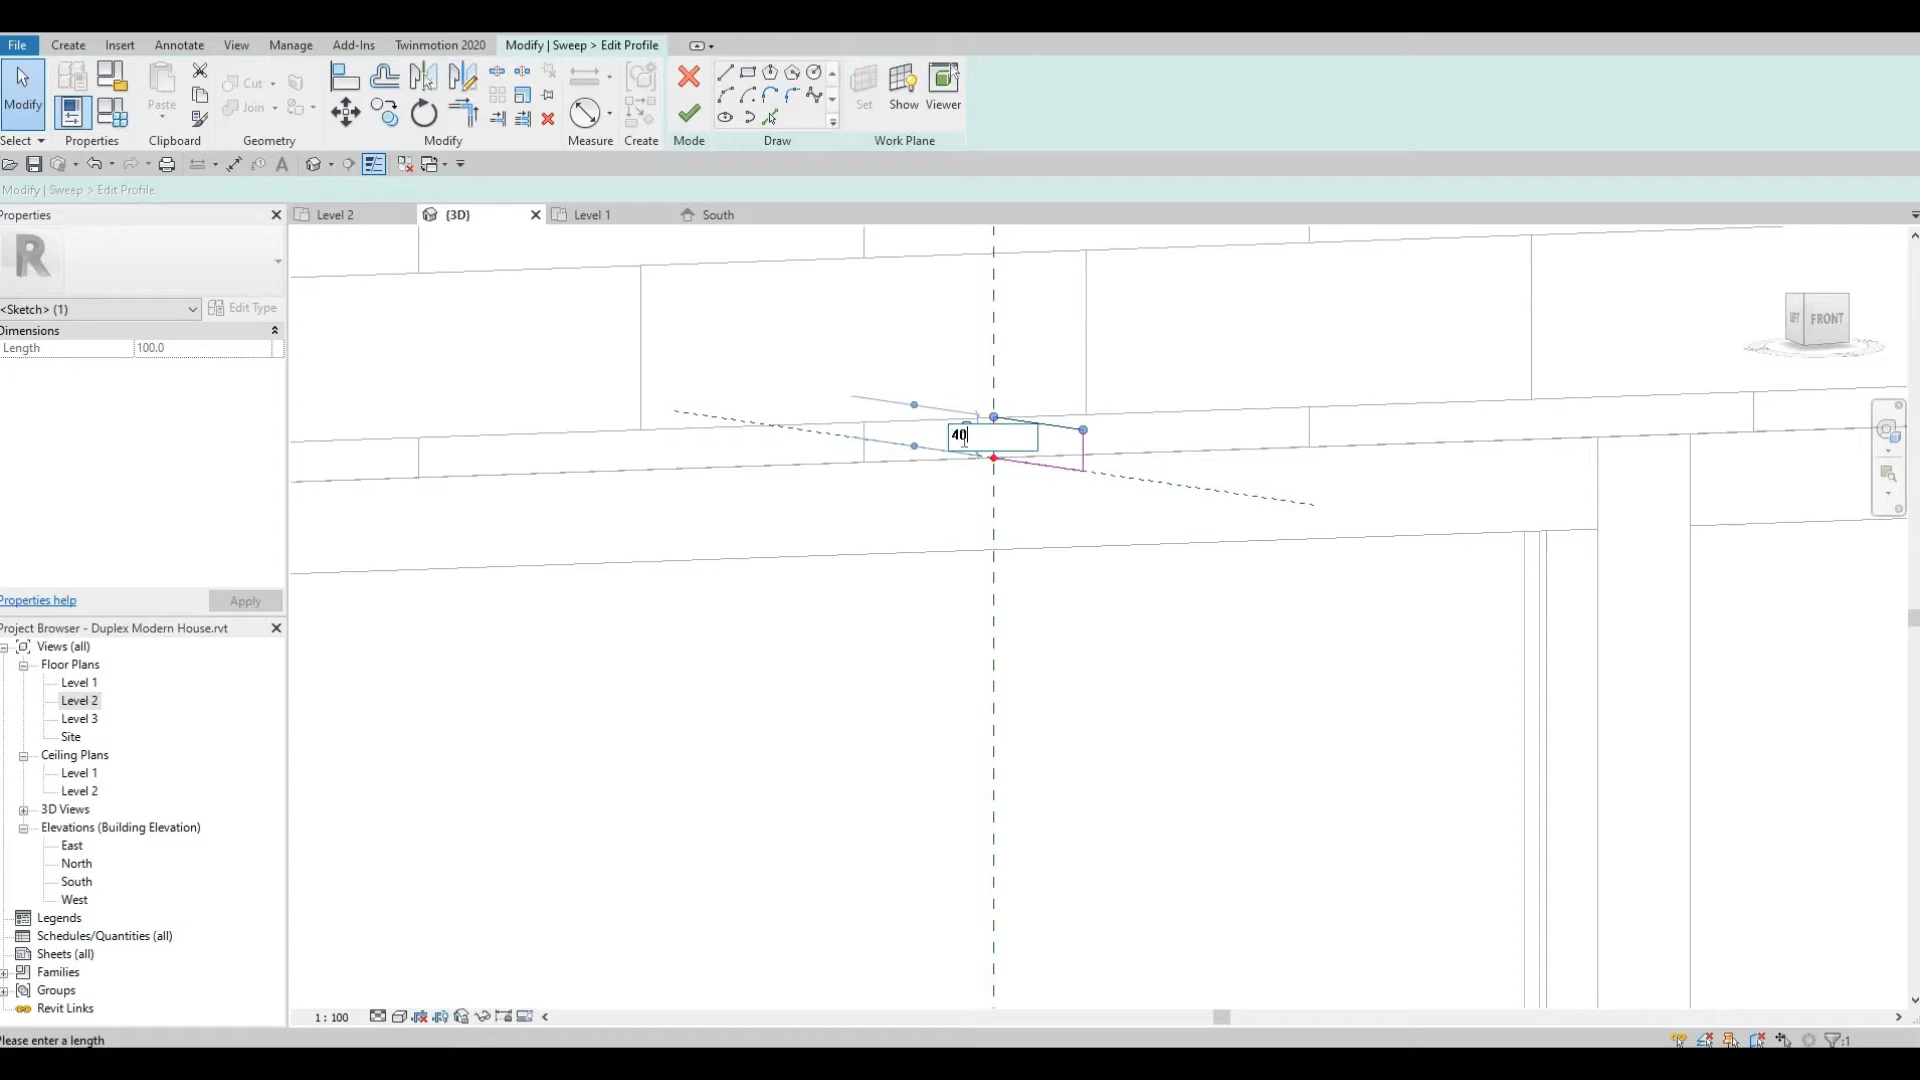 File Create Insert Annotate View Manage Add-Ins Twinmotion 2020 Modify | Sweep > Edit Profile
Modify Paste Cut Join Set Show Viewer
Select Properties Clipboard Geometry Modify Measure Create Mode Draw Work Plane
Modify | Sweep > Edit Profile
Properties Level 2 {3D} Level 1 South
R
<Sketch> (1) Edit Type
Dimensions
Length 100.0
LEFT FRONT
40
Properties help Apply
Project Browser - Duplex Modern House.rvt
Views (all)
Floor Plans
Level 1
Level 2
Level 3
Site
Ceiling Plans
Level 1
Level 2
3D Views
Elevations (Building Elevation)
East
North
South
West
Legends
Schedules/Quantities (all)
Sheets (all)
Families
Groups
Revit Links
1 : 100
lease enter a length :1